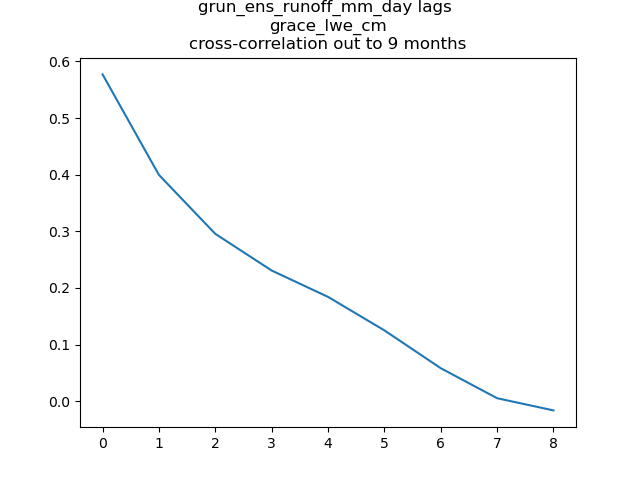 grun_ens_runoff_mm_day lags
grace_lwe_cm
cross-correlation out to 9 months
0.6
0.5
0.4
0.3
0.2
0.1
0.0
0 1 2 3 4 5 6 7 8